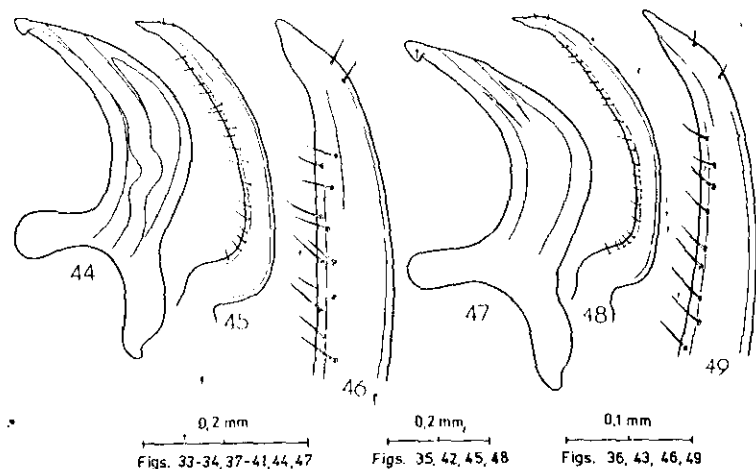 44
45
46
47
48
49
0,2 mm
0,2 mm
0,1 mm
Figs. 33-34, 37-41, 44, 47
Figs. 35, 42, 45, 48
Figs. 36, 43, 46, 49